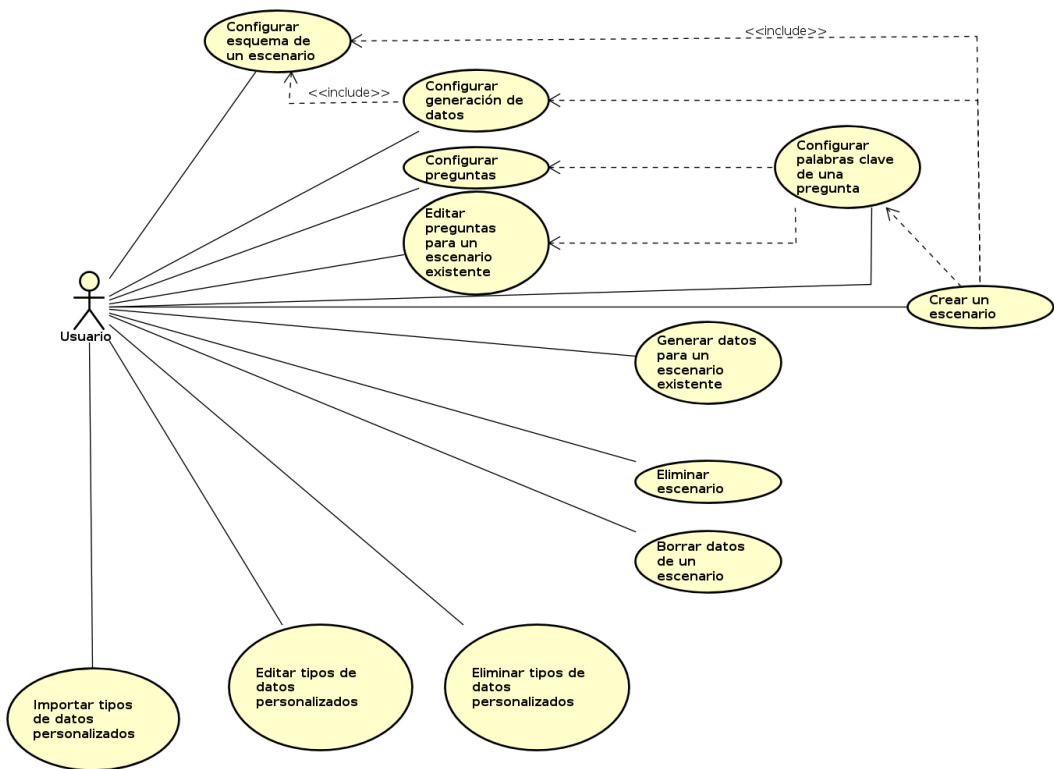 Configurar
esquema de
un escenario
<<include>>
<<include>>
Configurar
generación de
datos
Configurar
preguntas
Configurar
palabras clave
de una
pregunta
Editar
preguntas
para un
escenario
existente
Usuario
Crear un
escenario
Generar datos
para un
escenario
existente
Eliminar
escenario
Borrar datos
de un
escenario
Editar tipos de
datos
personalizados
Eliminar tipos de
datos
personalizados
Importar tipos
de datos
personalizados